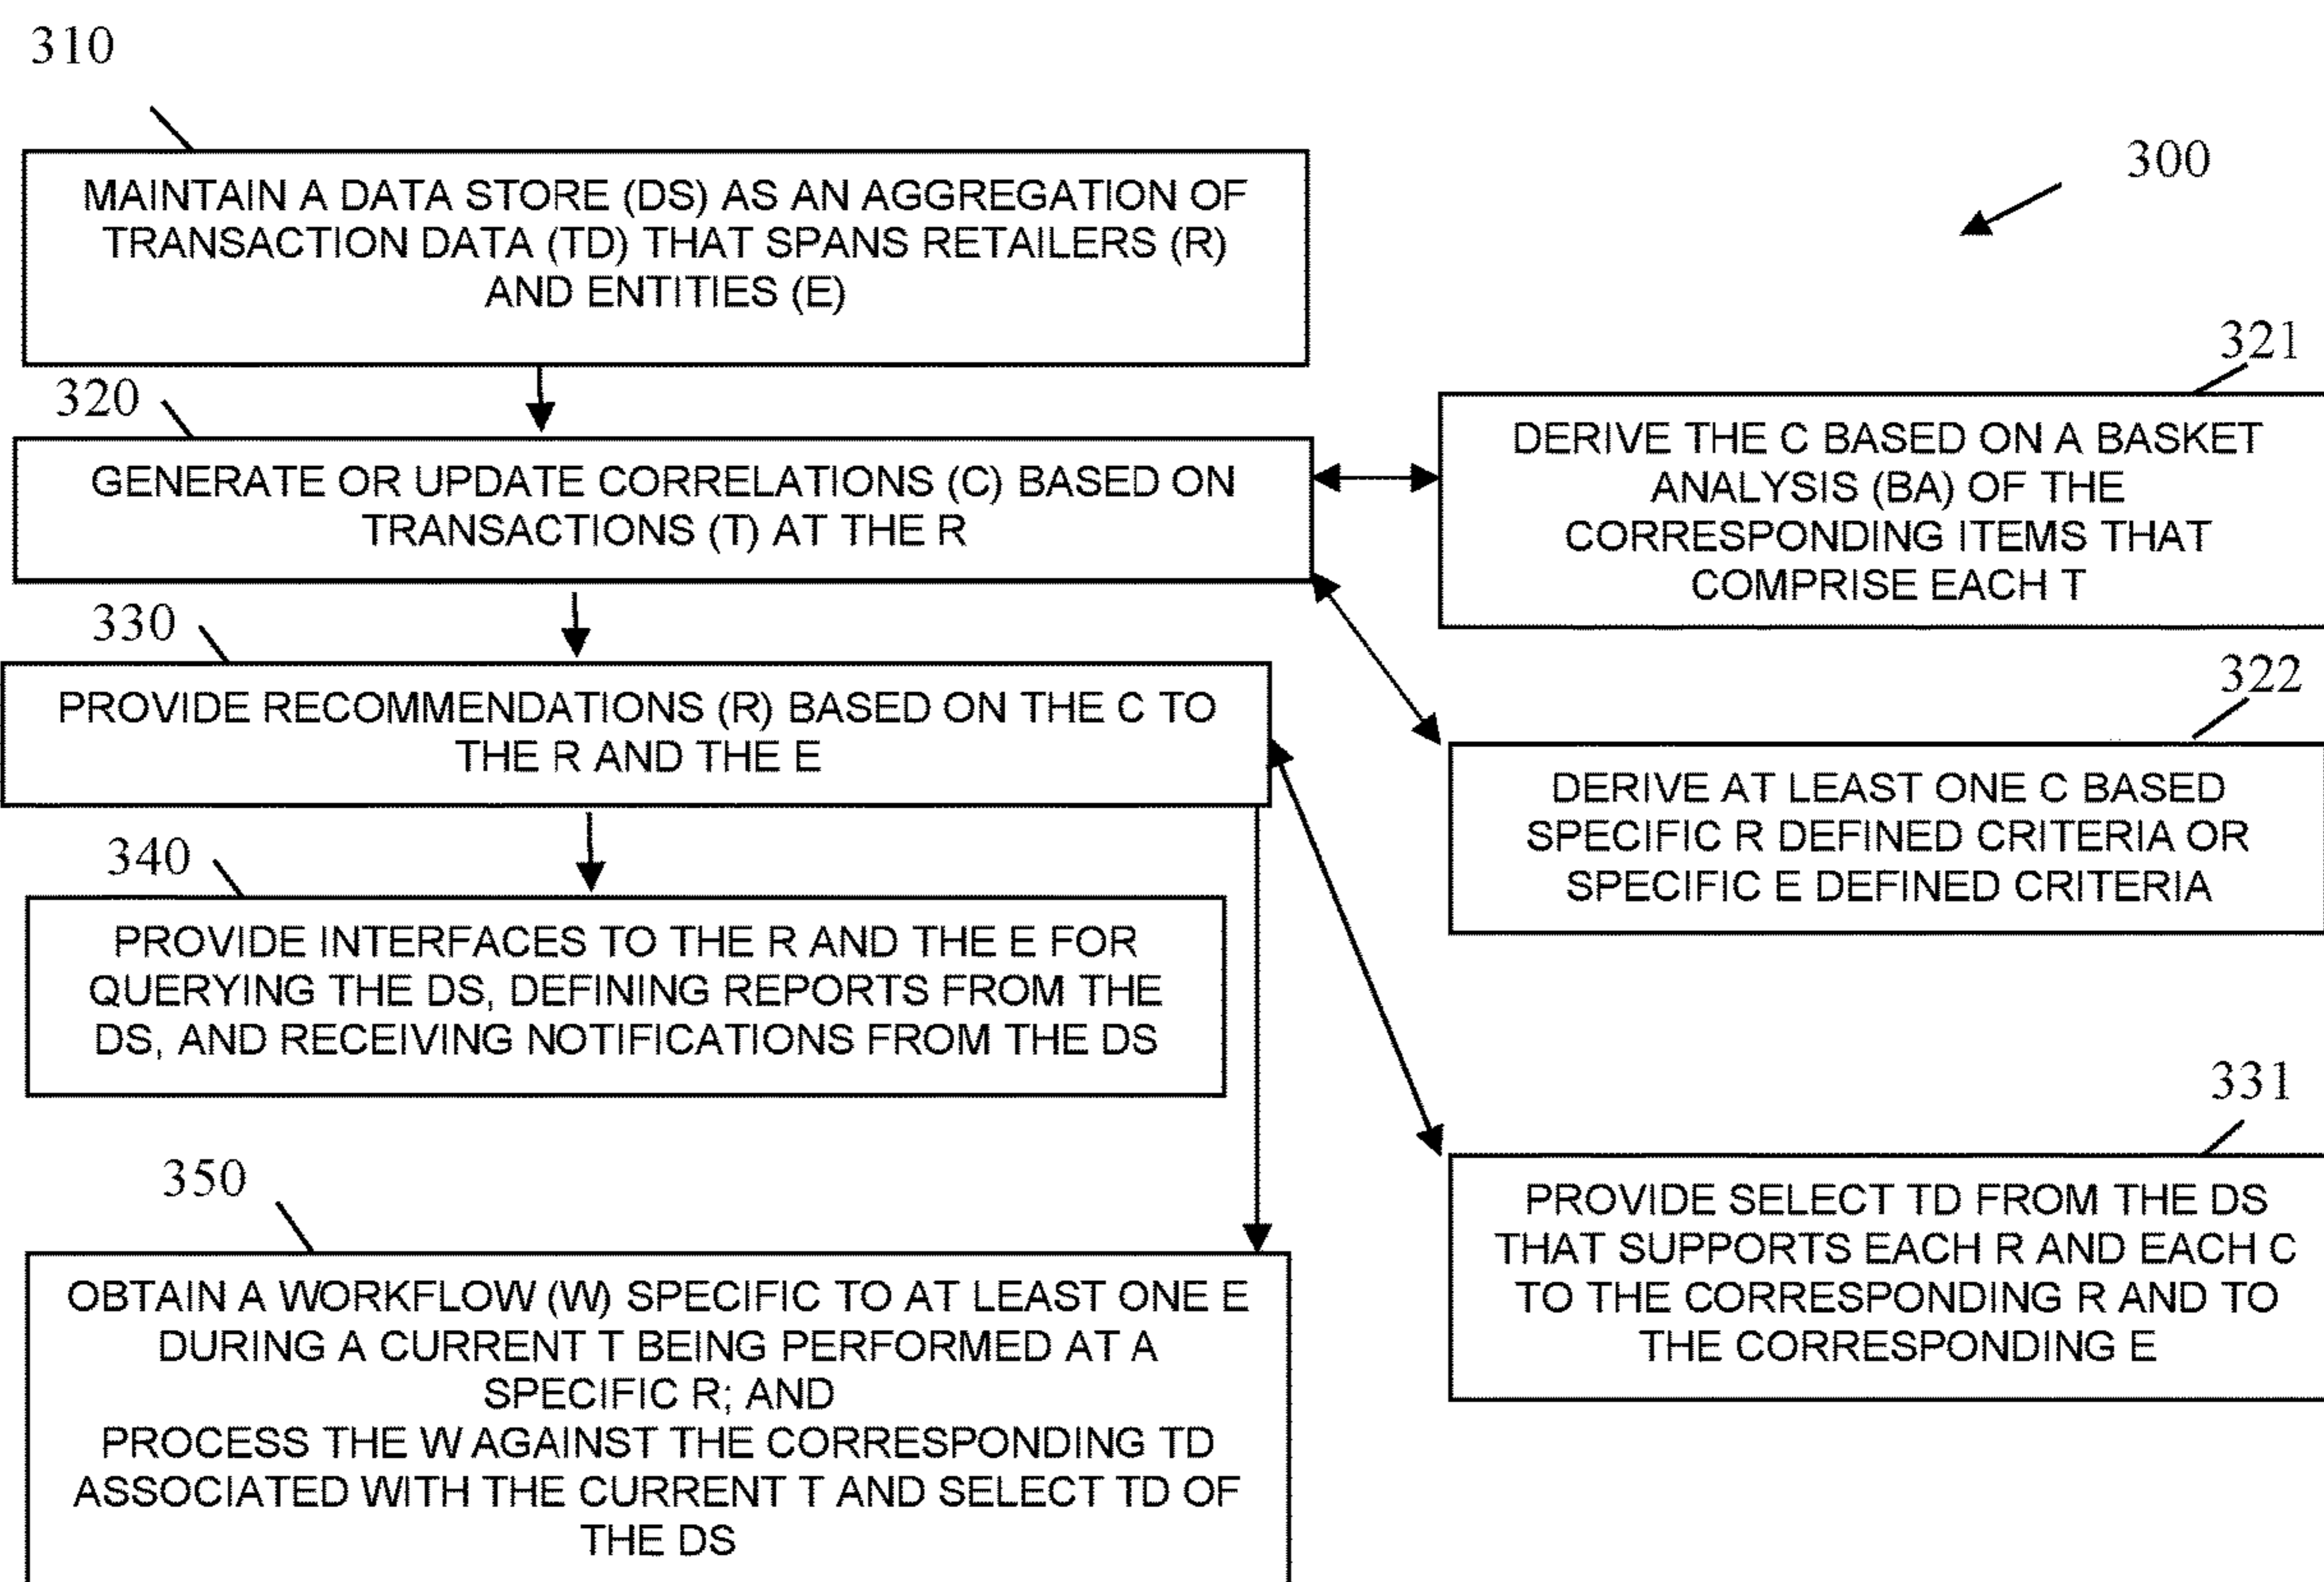 310
MAINTAIN A DATA STORE (DS) AS AN AGGREGATION OF
TRANSACTION DATA (TD) THAT SPANS RETAILERS (R)
AND ENTITIES (E)
300
320
GENERATE OR UPDATE CORRELATIONS (C) BASED ON
TRANSACTIONS (T) AT THE R
321
DERIVE THE C BASED ON A BASKET
ANALYSIS (BA) OF THE
CORRESPONDING ITEMS THAT
COMPRISE EACH T
322
DERIVE AT LEAST ONE C BASED
SPECIFIC R DEFINED CRITERIA OR
SPECIFIC E DEFINED CRITERIA
330
PROVIDE RECOMMENDATIONS (R) BASED ON THE C TO
THE R AND THE E
331
PROVIDE SELECT TD FROM THE DS
THAT SUPPORTS EACH R AND EACH C
TO THE CORRESPONDING R AND TO
THE CORRESPONDING E
340
PROVIDE INTERFACES TO THE R AND THE E FOR
QUERYING THE DS, DEFINING REPORTS FROM THE
DS, AND RECEIVING NOTIFICATIONS FROM THE DS
350
OBTAIN A WORKFLOW (W) SPECIFIC TO AT LEAST ONE E
DURING A CURRENT T BEING PERFORMED AT A
SPECIFIC R; AND
PROCESS THE W AGAINST THE CORRESPONDING TD
ASSOCIATED WITH THE CURRENT T AND SELECT TD OF
THE DS